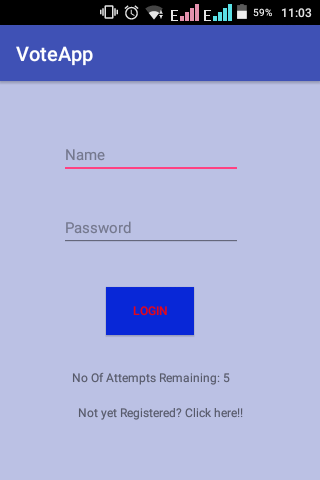 E E 59% 11:03
VoteApp
Name
Password
LOGIN
No Of Attempts Remaining: 5
Not yet Registered? Click here!!